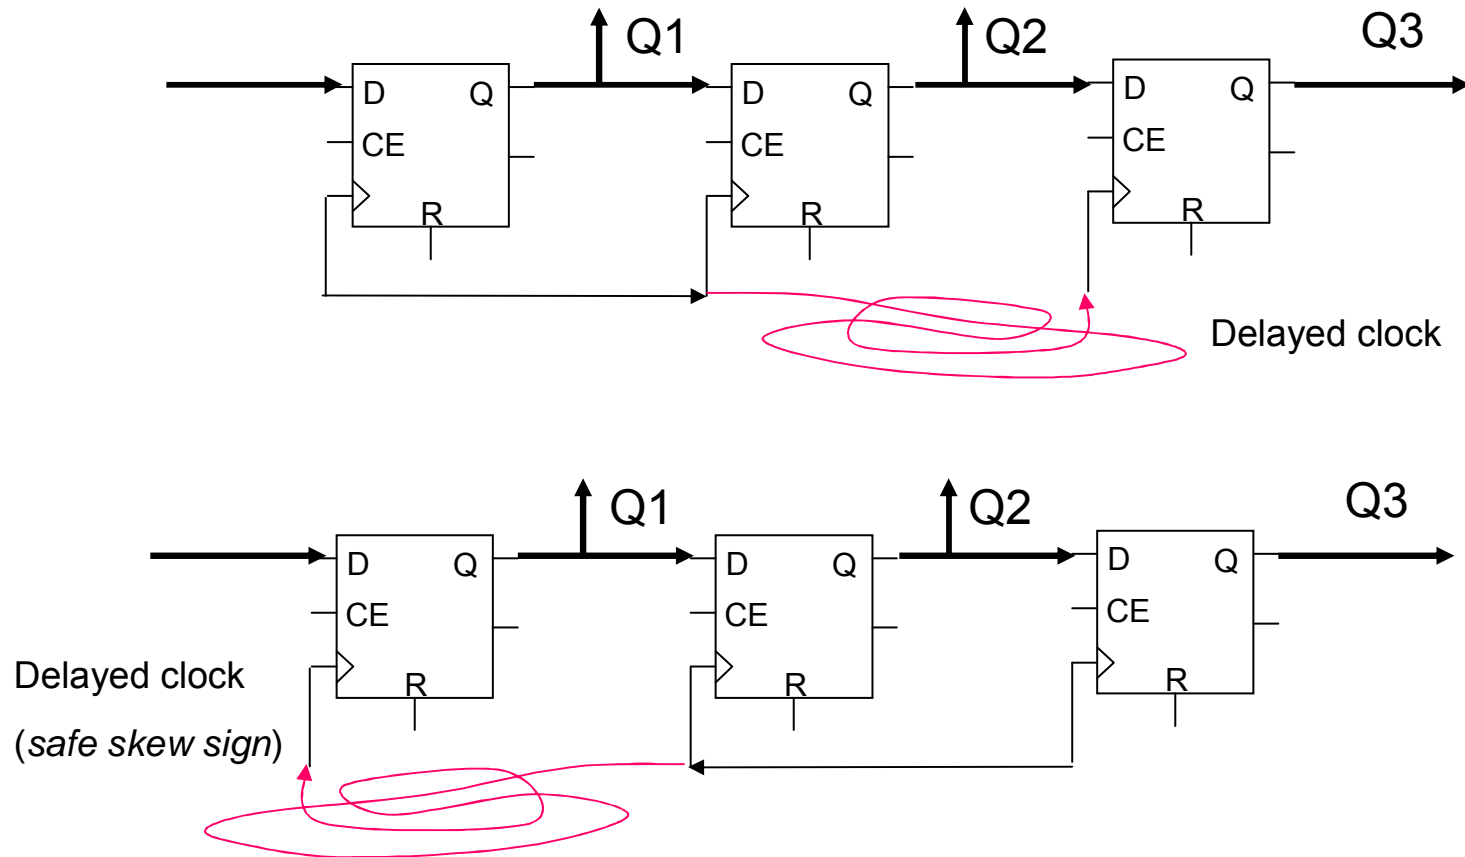 Q1 Q2 Q3
D Q D Q D Q
CE CE CE
R R R
Delayed clock
Q1 Q2 Q3
D Q D Q D Q
CE CE CE
R R R
Delayed clock
(safe skew sign)